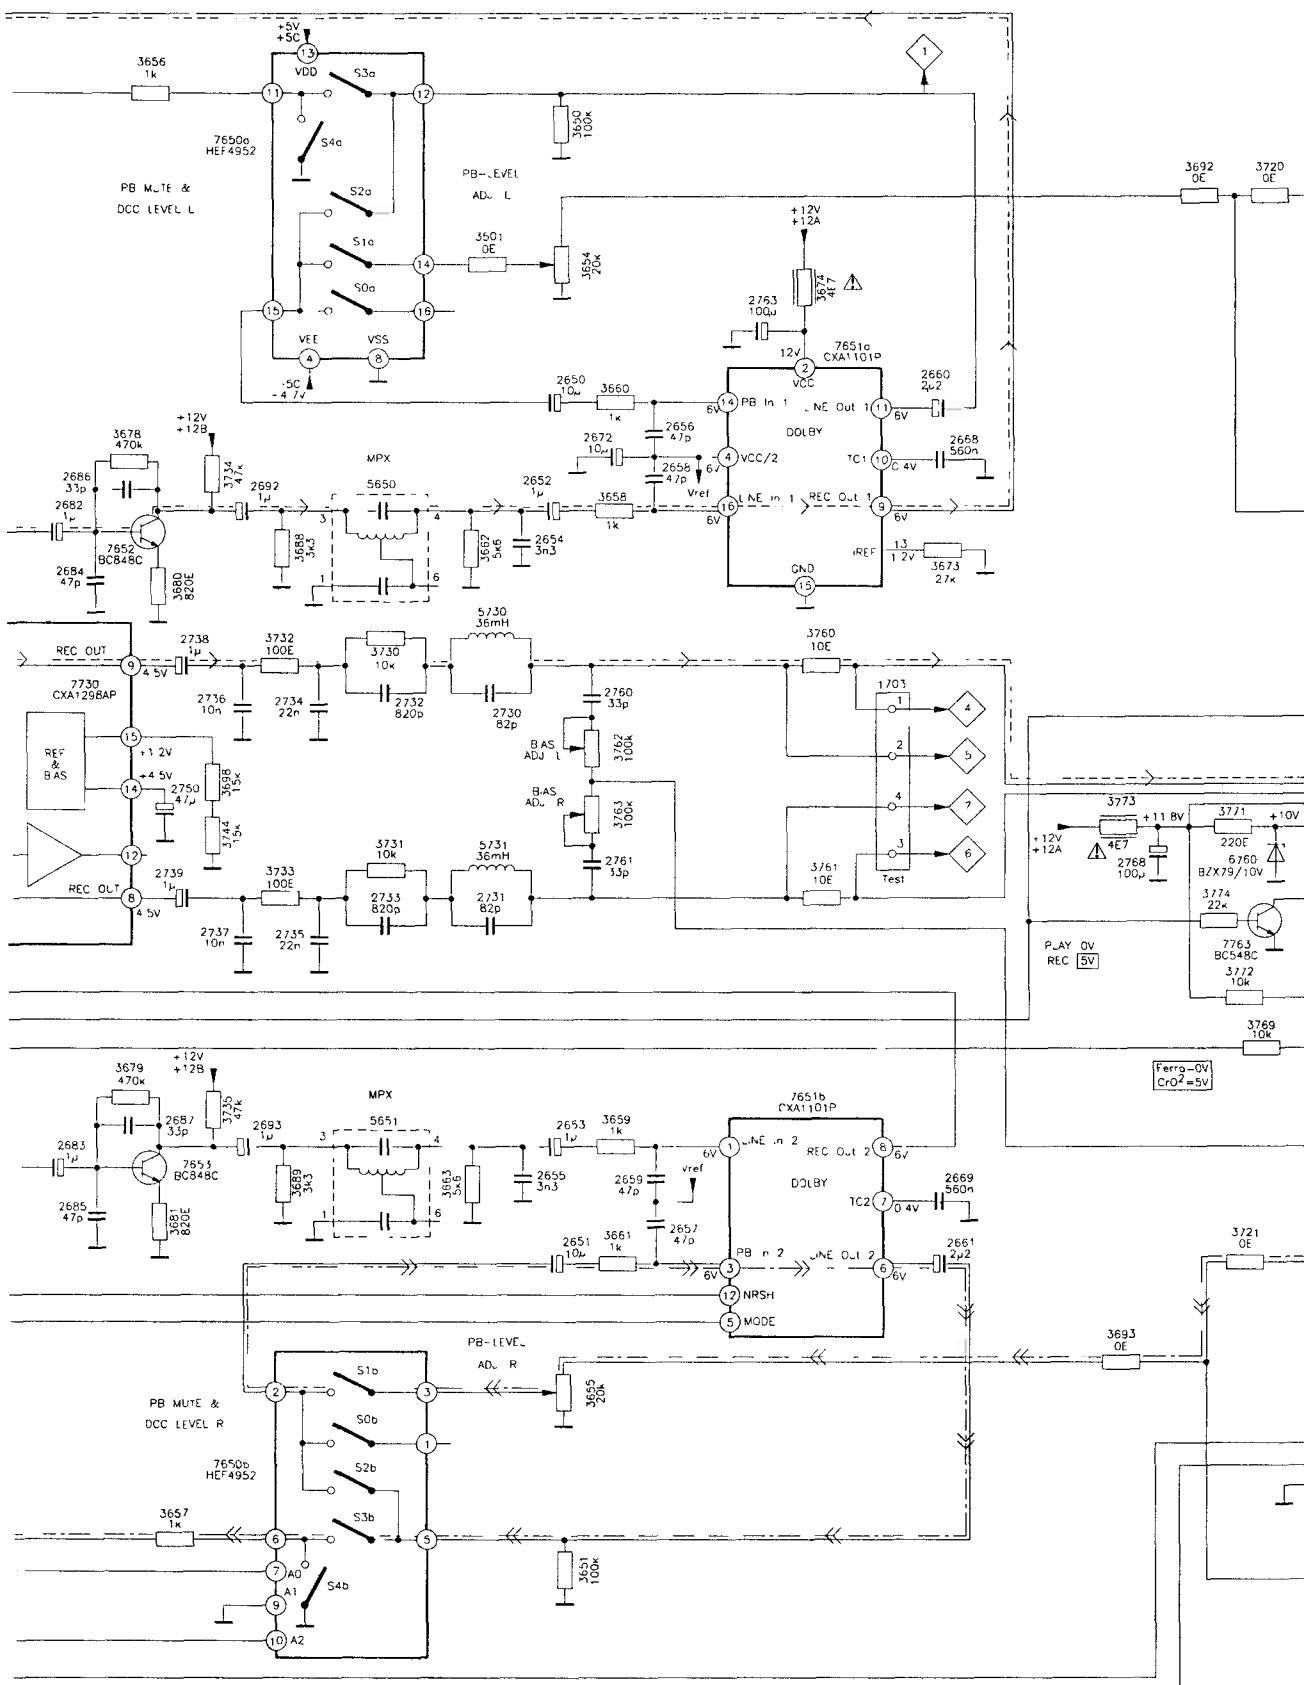 +5V
+5C
13
VDD
3656
1k
11
S3a
12
1
3650
100k
7650a
HEF4952
S4a
PB MUTE &
DCC LEVEL L
S2a
PB-LEVEL
ADJ L
3692
0E
3720
0E
+12V
+12A
S1a
14
3501
0E
3654
20k
3674
4E7
S0a
15
16
2763
100µ
VEE
VSS
4
8
12V
2
VCC
7651a
CXA1101P
-5C
-4.7V
2650
10µ
3660
1k
14
PB In 1
LINE Out 1
11
6V
6V
2660
2µ2
DOLBY
2656
47p
2672
10µ
4
VCC/2
6V
TC1
10
0.4V
2668
560n
2658
47p
Vref
3678
470k
+12V
+12B
3734
47k
2686
33p
2682
1µ
2692
1µ
MPX
5650
3
4
2652
1µ
3658
1k
16
LINE In 1
REC Out 1
9
6V
6V
7652
BC848C
3688
3k3
3662
5k6
2654
3n3
IREF
13
1.2V
3673
27k
2684
47p
3680
820E
1
6
GND
15
REC OUT
9
4.5V
2738
1µ
3732
100E
3730
10k
5730
36mH
3760
10E
7730
CXA1298AP
2736
10n
2734
22n
2732
820p
2730
82p
2760
33p
1703
1
4
REF
&
BIAS
15
+1.2V
3698
15k
BIAS
ADJ L
3762
100k
2
5
+4.5V
14
2750
47µ
BIAS
ADJ R
3763
100k
4
7
3744
15k
12
3731
10k
5731
36mH
2761
33p
3
6
Test
3773
4E7
+11.8V
3771
220E
+10V
+12V
+12A
2768
100µ
6760
BZX79/10V
REC OUT
8
4.5V
2739
1µ
3733
100E
2733
820p
2731
82p
3761
10E
3774
22k
2737
10n
2735
22n
PLAY 0V
REC 5V
7763
BC548C
3772
10k
3769
10k
Ferro-0V
CrO2=5V
+12V
+12B
3679
470k
3735
47k
MPX
5651
7651b
CXA1101P
2687
33p
2683
1µ
2693
1µ
3
4
2653
1µ
3659
1k
1
LINE In 2
6V
REC Out 2
8
6V
7653
BC848C
3689
3k3
3663
5k6
2655
3n3
2659
47p
Vref
DOLBY
2669
560n
TC2
7
0.4V
2685
47p
3681
820E
1
6
2657
47p
2651
10µ
3661
1k
PB In 2
LINE Out 2
3
6V
6
6V
2661
2µ2
3721
0E
12
NRSH
5
MODE
PB-LEVEL
ADJ R
3693
0E
2
S1b
3
3655
20k
PB MUTE &
DCC LEVEL R
S0b
1
7650b
HEF4952
S2b
3657
1k
S3b
6
5
3651
100k
7
A0
S4b
A1
9
10
A2